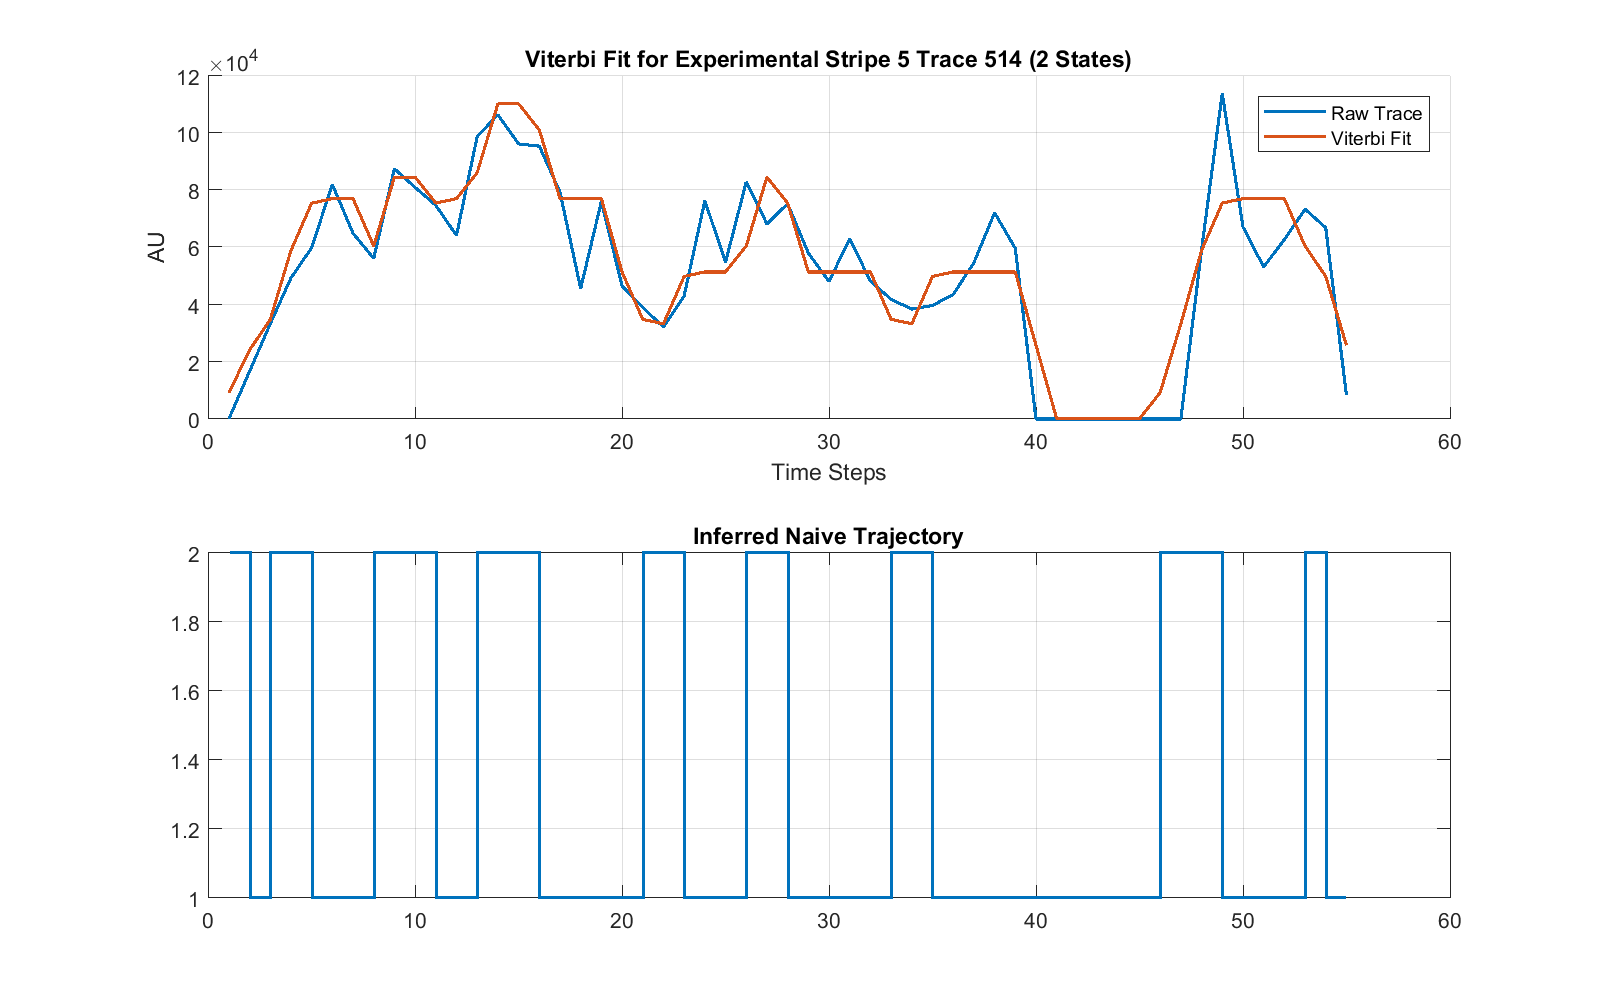 Viterbi Fit for Experimental Stripe 5 Trace 514 (2 States)
×10^4
12
10
8
6
4
2
0
AU
Raw Trace
Viterbi Fit
0 10 20 30 40 50 60
Time Steps
Inferred Naive Trajectory
2
1.8
1.6
1.4
1.2
1
0 10 20 30 40 50 60